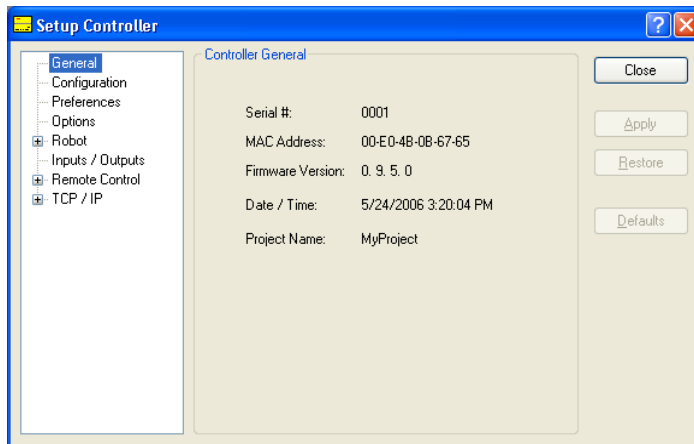 Setup Controller
General
Configuration
Preferences
Options
Robot
Inputs / Outputs
Remote Control
TCP / IP
Controller General
Serial #: 0001
MAC Address: 00-E0-4B-0B-67-65
Firmware Version: 0. 9. 5. 0
Date / Time: 5/24/2006 3:20:04 PM
Project Name: MyProject
Close
Apply
Restore
Defaults